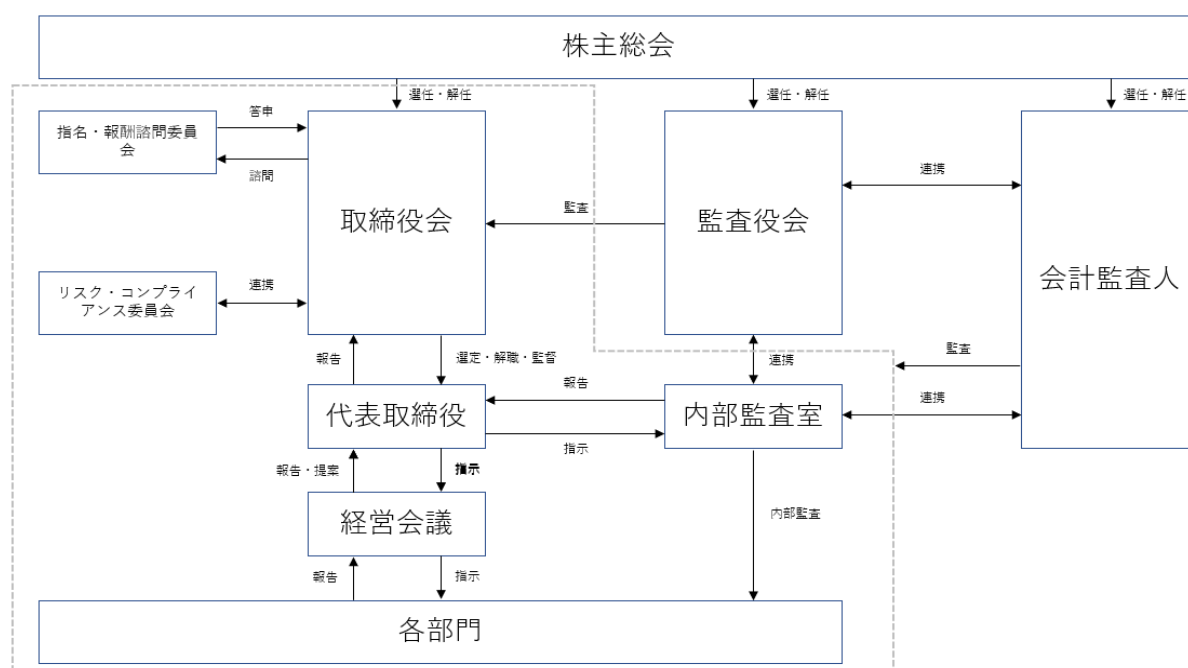 株主総会
選任・解任
選任・解任
選任・解任
答申
指名・報酬諮問委員
会
諮問
取締役会
監査役会
連携
監査
会計監査人
連携
リスク・コンプライ
アンス委員会
報告
選定・解職・監督
連携
監査
報告
代表取締役
内部監査室
連携
指示
報告・提案
指示
経営会議
内部監査
報告
指示
各部門